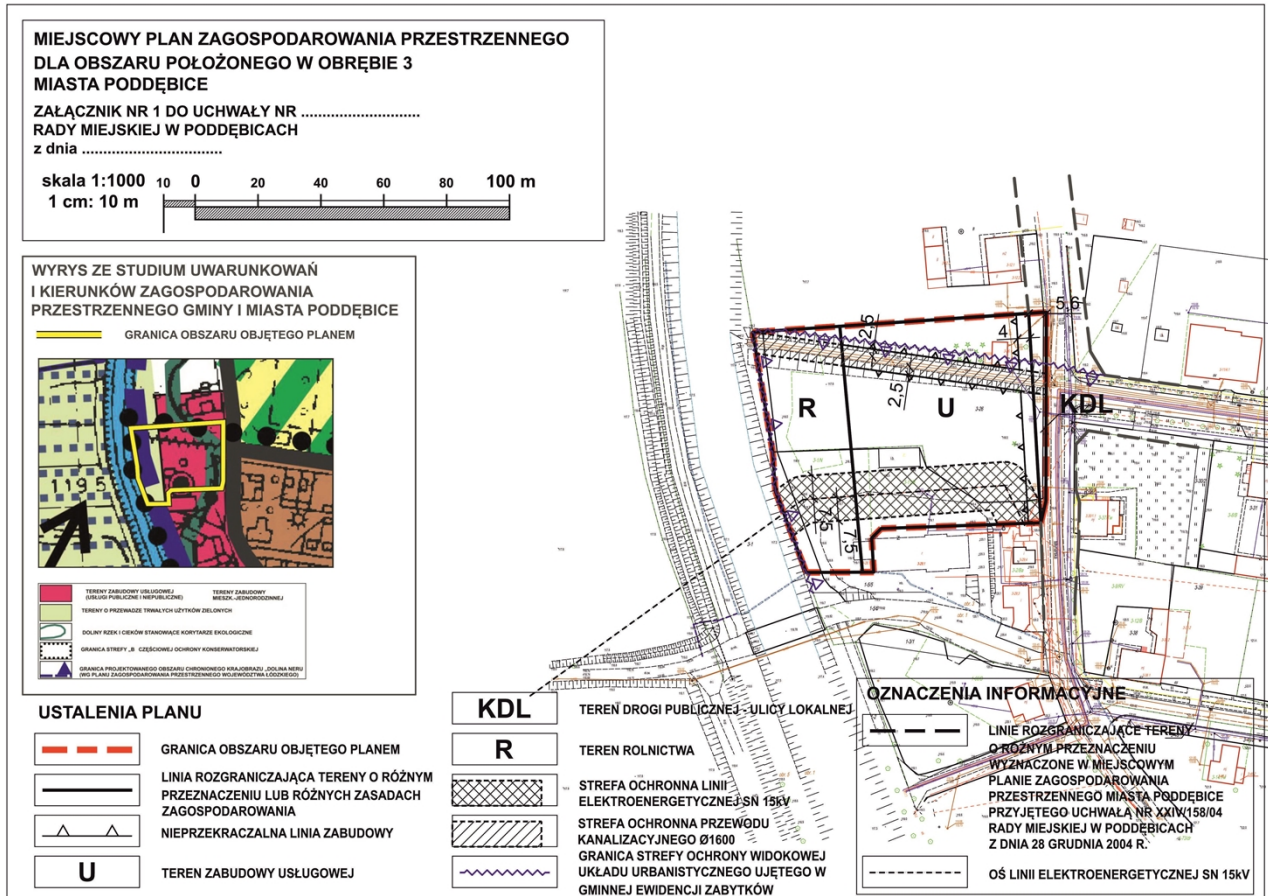 MIEJSCOWY PLAN ZAGOSPODAROWANIA PRZESTRZENNEGO
DLA OBSZARU POŁOŻONEGO W OBRĘBIE 3
MIASTA PODDĘBICE
ZAŁĄCZNIK NR 1 DO UCHWAŁY NR ............................
RADY MIEJSKIEJ W PODDĘBICACH
z dnia .................................
skala 1:1000
1 cm: 10 m
10 0 20 40 60 80 100 m
WYRYS ZE STUDIUM UWARUNKOWAŃ
I KIERUNKÓW ZAGOSPODAROWANIA
PRZESTRZENNEGO GMINY I MIASTA PODDĘBICE
GRANICA OBSZARU OBJĘTEGO PLANEM
119.5
TERENY ZABUDOWY USŁUGOWEJ
(USŁUGI PUBLICZNE I NIEPUBLICZNE)
TERENY ZABUDOWY
MIESZK.-JEDNORODZINNEJ
TERENY O PRZEWADZE TRWAŁYCH UŻYTKÓW ZIELONYCH
DOLINY RZEK I CIEKÓW STANOWIĄCE KORYTARZE EKOLOGICZNE
GRANICA STREFY „B CZĘŚCIOWEJ OCHRONY KONSERWATORSKIEJ
GRANICA PROJEKTOWANEGO OBSZARU CHRONIONEGO KRAJOBRAZU „DOLINA NERU
(WG PLANU ZAGOSPODAROWANIA PRZESTRZENNEGO WOJEWÓDZTWA ŁÓDZKIEGO)
5,6
4
2,5
2,5
R
U
KDL
7,5
7,5
USTALENIA PLANU
GRANICA OBSZARU OBJĘTEGO PLANEM
LINIA ROZGRANICZAJĄCA TERENY O RÓŻNYM
PRZEZNACZENIU LUB RÓŻNYCH ZASADACH
ZAGOSPODAROWANIA
NIEPRZEKRACZALNA LINIA ZABUDOWY
U
TEREN ZABUDOWY USŁUGOWEJ
KDL
TEREN DROGI PUBLICZNEJ - ULICY LOKALNEJ
R
TEREN ROLNICTWA
STREFA OCHRONNA LINII
ELEKTROENERGETYCZNEJ SN 15kV
STREFA OCHRONNA PRZEWODU
KANALIZACYJNEGO Ø1600
GRANICA STREFY OCHRONY WIDOKOWEJ
UKŁADU URBANISTYCZNEGO UJĘTEGO W
GMINNEJ EWIDENCJI ZABYTKÓW
OZNACZENIA INFORMACYJNE
LINIE ROZGRANICZAJĄCE TERENY
O RÓŻNYM PRZEZNACZENIU
WYZNACZONE W MIEJSCOWYM
PLANIE ZAGOSPODAROWANIA
PRZESTRZENNEGO MIASTA PODDĘBICE
PRZYJĘTEGO UCHWAŁĄ NR XXIV/158/04
RADY MIEJSKIEJ W PODDĘBICACH
Z DNIA 28 GRUDNIA 2004 R.
OŚ LINII ELEKTROENERGETYCZNEJ SN 15kV